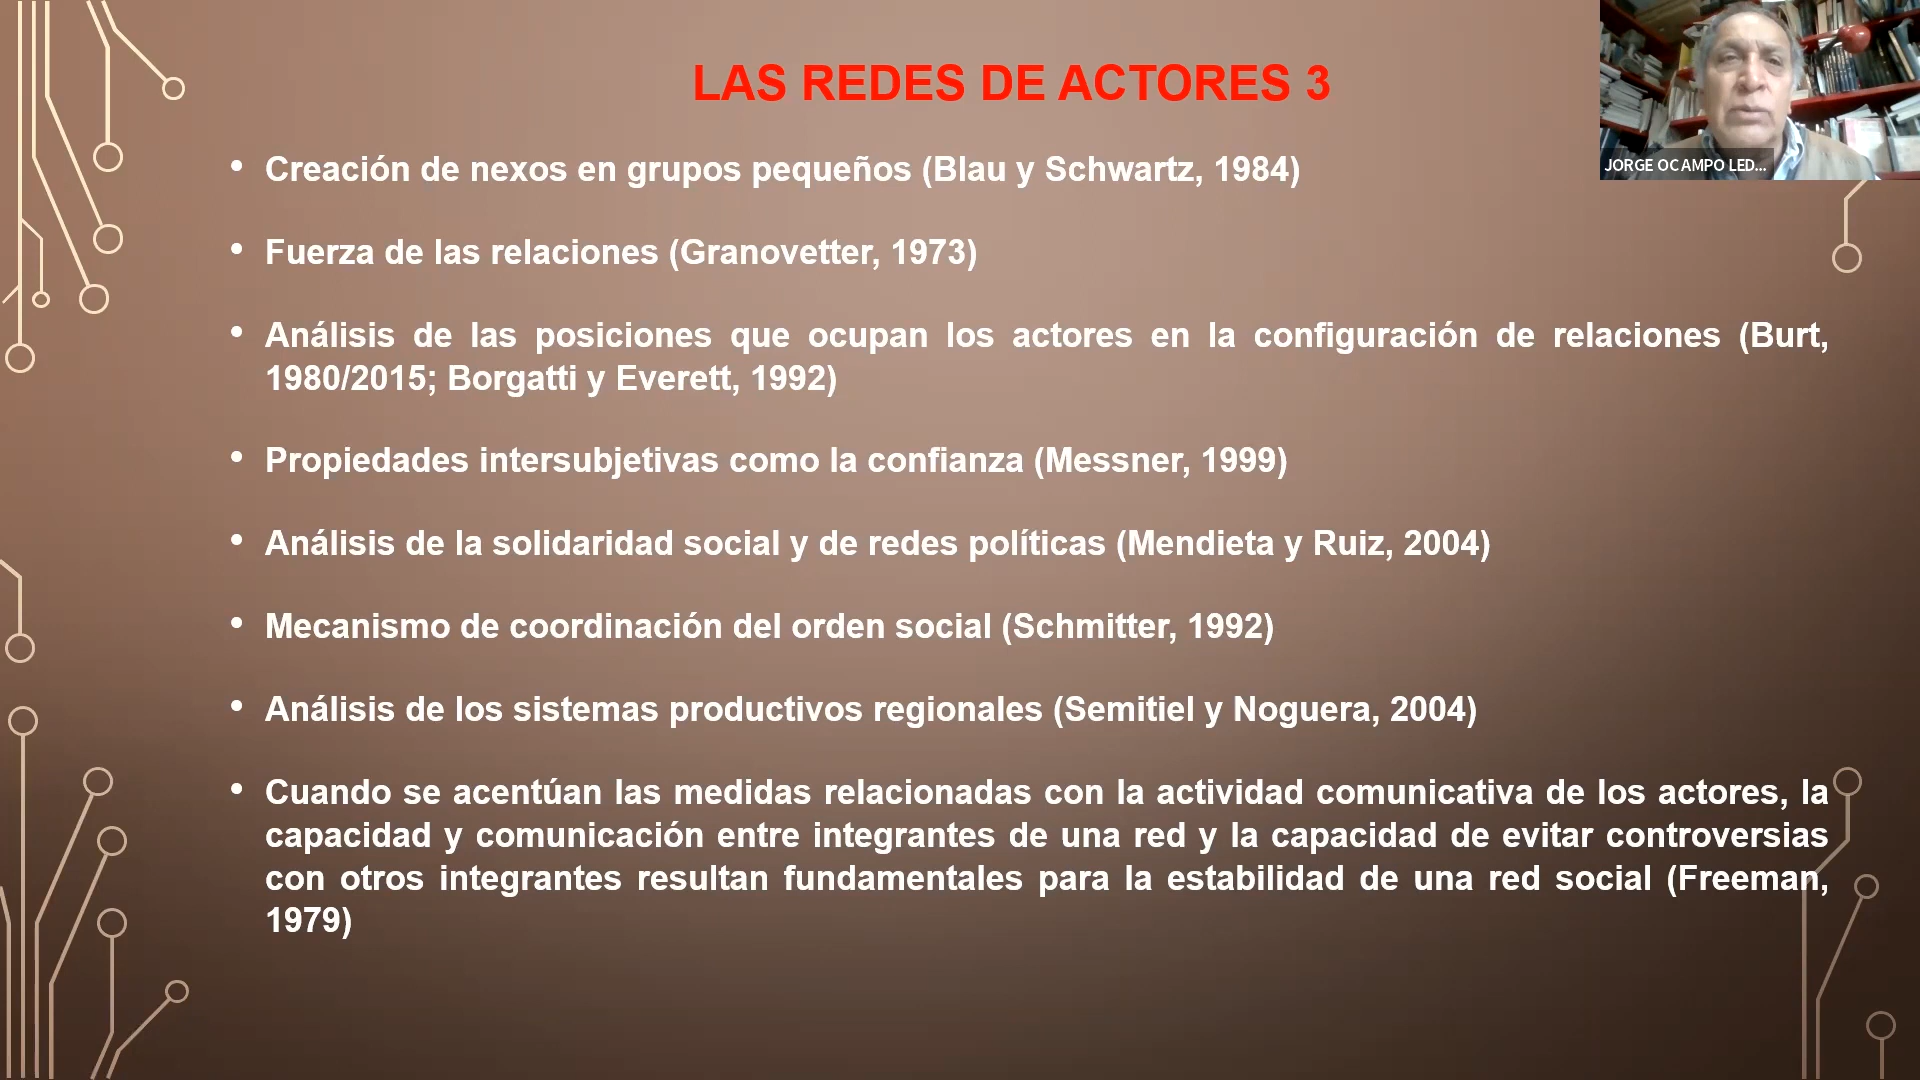 LAS REDES DE ACTORES 3
JORGE OCAMPO LED...
• Creación de nexos en grupos pequeños (Blau y Schwartz, 1984)
• Fuerza de las relaciones (Granovetter, 1973)
• Análisis de las posiciones que ocupan los actores en la configuración de relaciones (Burt,
1980/2015; Borgatti y Everett, 1992)
• Propiedades intersubjetivas como la confianza (Messner, 1999)
• Análisis de la solidaridad social y de redes políticas (Mendieta y Ruiz, 2004)
• Mecanismo de coordinación del orden social (Schmitter, 1992)
• Análisis de los sistemas productivos regionales (Semitiel y Noguera, 2004)
• Cuando se acentúan las medidas relacionadas con la actividad comunicativa de los actores, la
capacidad y comunicación entre integrantes de una red y la capacidad de evitar controversias
con otros integrantes resultan fundamentales para la estabilidad de una red social (Freeman,
1979)